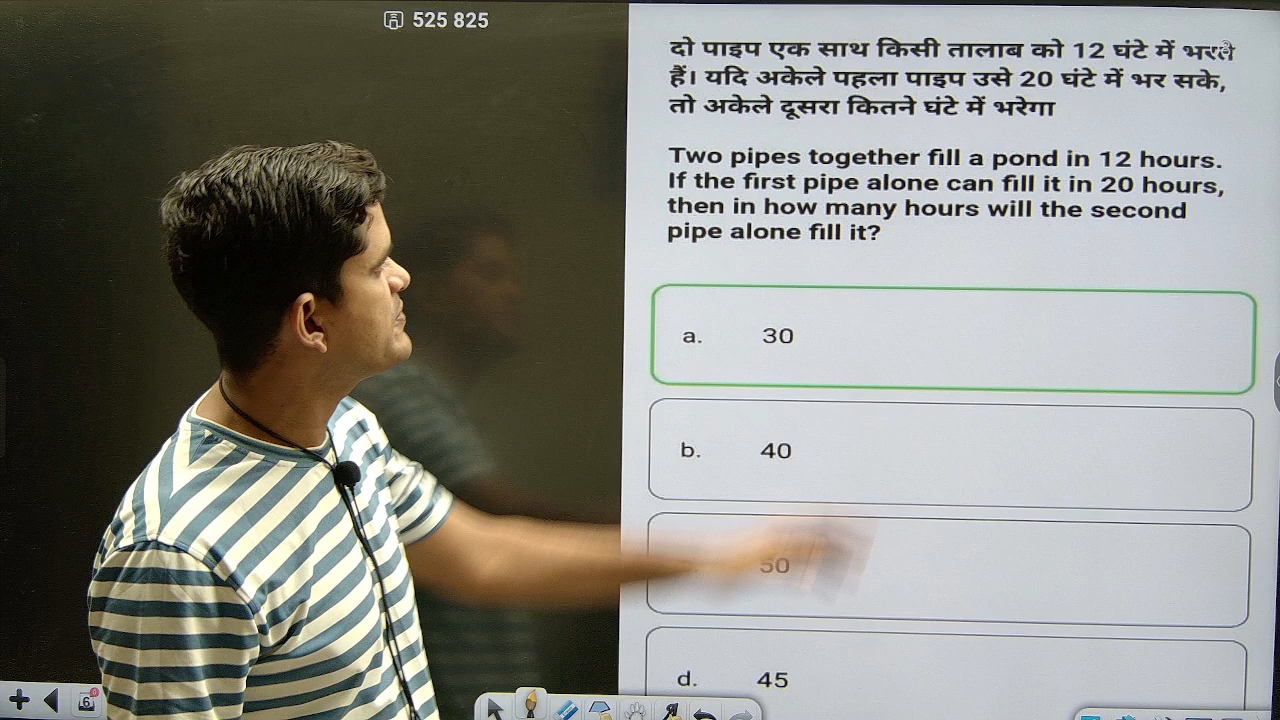 525 825
दो पाइप एक साथ किसी तालाब को 12 घंटे में भरते
हैं। यदि अकेले पहला पाइप उसे 20 घंटे में भर सके,
तो अकेले दूसरा कितने घंटे में भरेगा
Two pipes together fill a pond in 12 hours.
If the first pipe alone can fill it in 20 hours,
then in how many hours will the second
pipe alone fill it?
a. 30
b. 40
50
d. 45
6